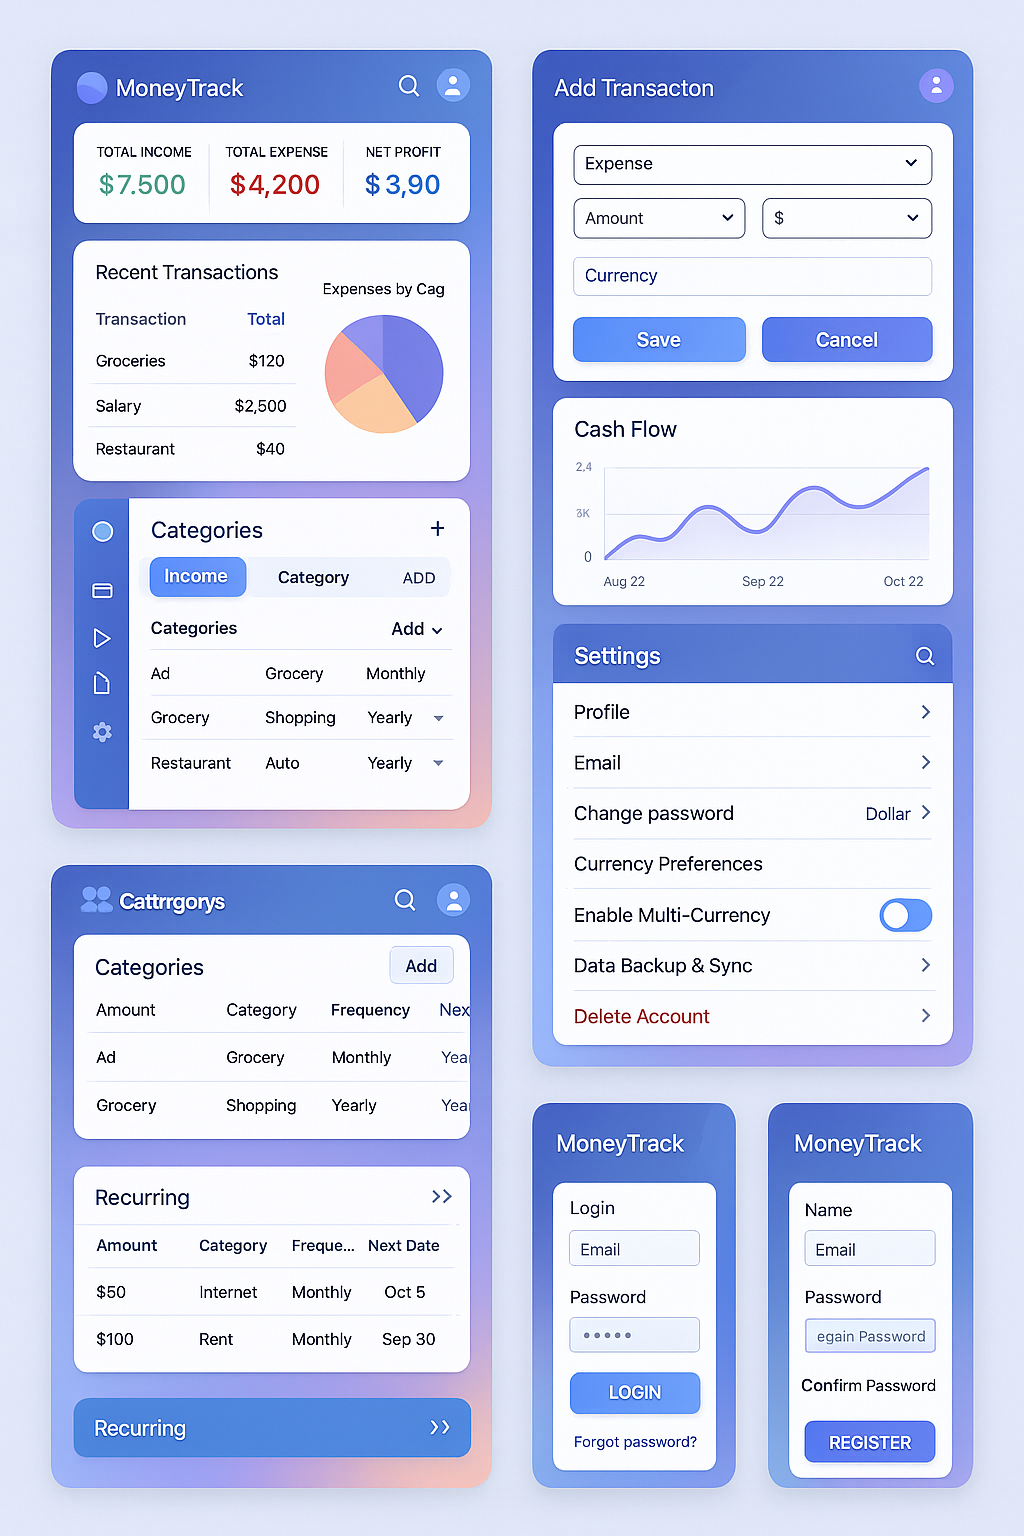 MoneyTrack
TOTAL INCOME TOTAL EXPENSE NET PROFIT
$7.500 $4,200 $3,90
Recent Transactions
Expenses by Cag
Transaction Total
Groceries $120
Salary $2,500
Restaurant $40
Categories +
Income Category ADD
Categories Add
Ad Grocery Monthly
Grocery Shopping Yearly
Restaurant Auto Yearly
Cattrrgorys
Categories Add
Amount Category Frequency Nex
Ad Grocery Monthly Yea
Grocery Shopping Yearly Yea
Recurring
Amount Category Freque... Next Date
$50 Internet Monthly Oct 5
$100 Rent Monthly Sep 30
Recurring
Add Transacton
Expense
Amount $
Currency
Save Cancel
Cash Flow
2,4
3K
0
Aug 22 Sep 22 Oct 22
Settings
Profile
Email
Change password Dollar
Currency Preferences
Enable Multi-Currency
Data Backup & Sync
Delete Account
MoneyTrack
Login
Email
Password
LOGIN
Forgot password?
MoneyTrack
Name
Email
Password
egain Password
Confirm Password
REGISTER